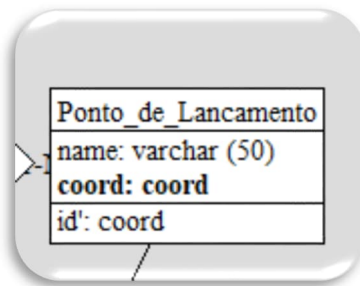 Ponto_de_Lancamento
name: varchar (50)
coord: coord
id': coord